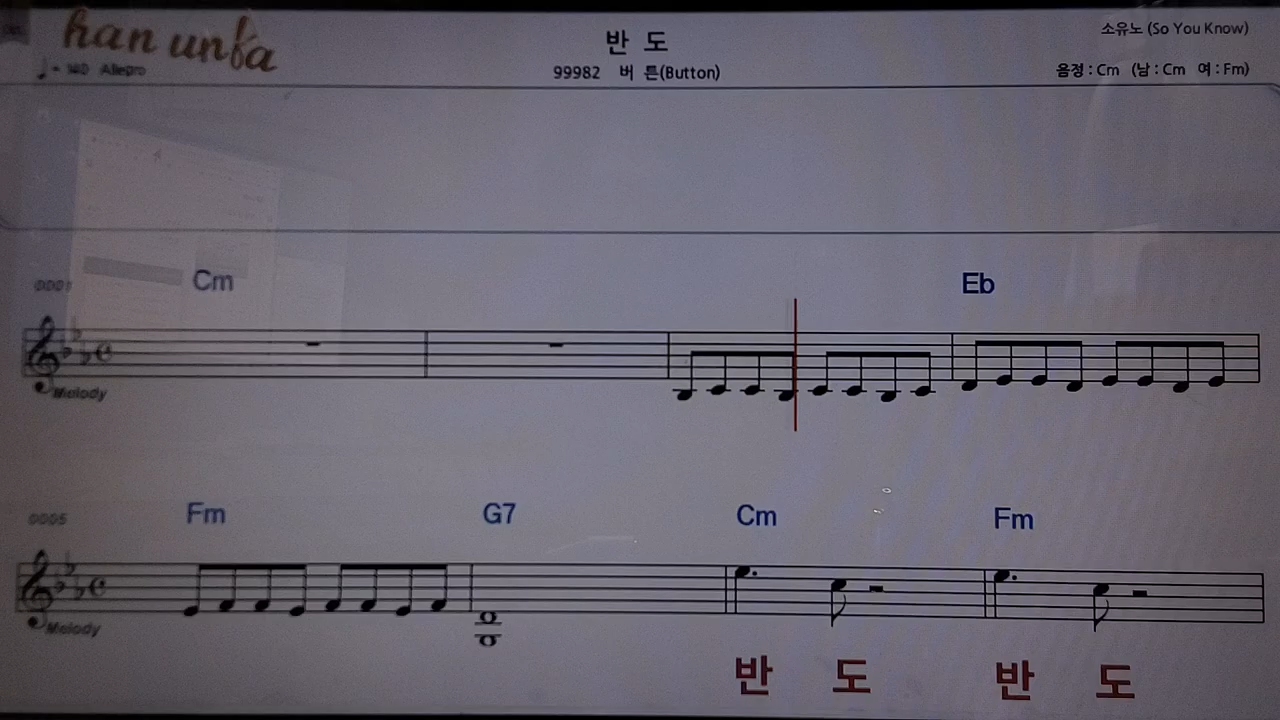 han unba
반 도
소유노 (So You Know)
♩ = 140 Allegro
99982 버 튼(Button)
음정 : Cm (남 : Cm 여 : Fm)
0001
Cm
Eb
Melody
0005
Fm
G7
Cm
Fm
Melody
반 도 반 도